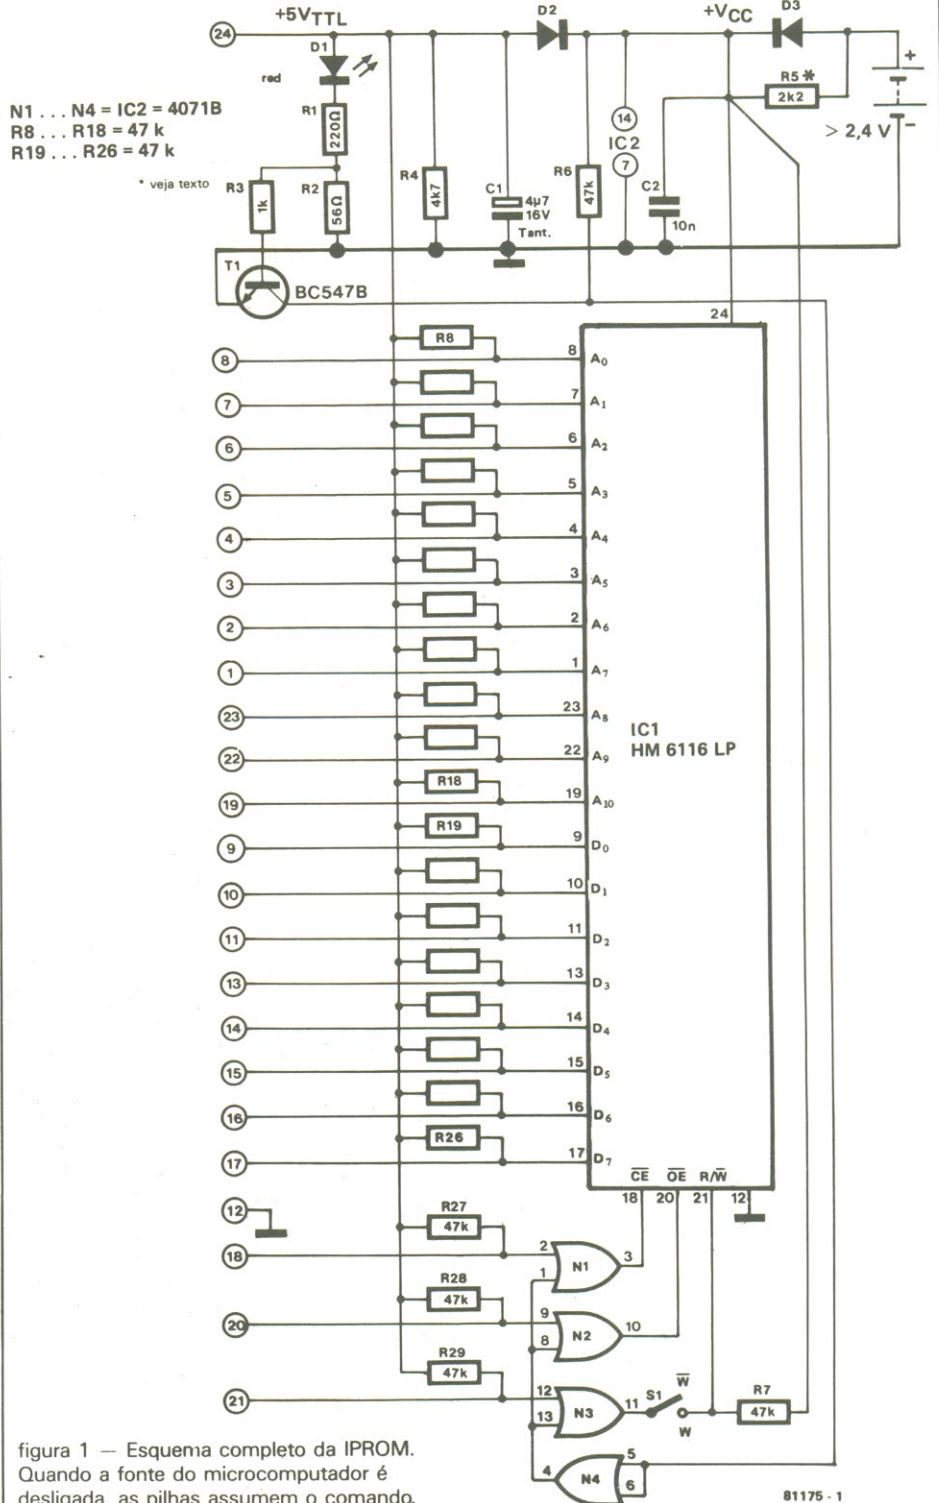 +5VTTL
D2
+VCC
D3
24
D1
red
R1
220Ω
R5*
2k2
+
-
> 2,4 V
N1 . . . N4 = IC2 = 4071B
R8 . . . R18 = 47 k
R19 . . . R26 = 47 k
* veja texto
R3
1k
R2
56Ω
R4
4k7
C1
4µ7
16V
Tant.
R6
47k
14
IC2
7
C2
10n
T1
BC547B
24
8 R8 8 A0
7 7 A1
6 6 A2
5 5 A3
4 4 A4
3 3 A5
2 2 A6
1 1 A7
23 23 A8
22 22 A9
IC1
HM 6116 LP
19 R18 19 A10
9 R19 9 D0
10 10 D1
11 11 D2
13 13 D3
14 14 D4
15 15 D5
16 16 D6
17 R26 17 D7
C̅E̅ O̅E̅ R/W̅
18 20 21 12
12
R27
47k
18
2
1
N1
3
R28
47k
20
9
8
N2
10
R29
47k
21
12
13
N3
11
S1
W̅
W
R7
47k
4
N4
5
6
figura 1 — Esquema completo da IPROM.
Quando a fonte do microcomputador é
desligada, as pilhas assumem o comando.
81175 - 1